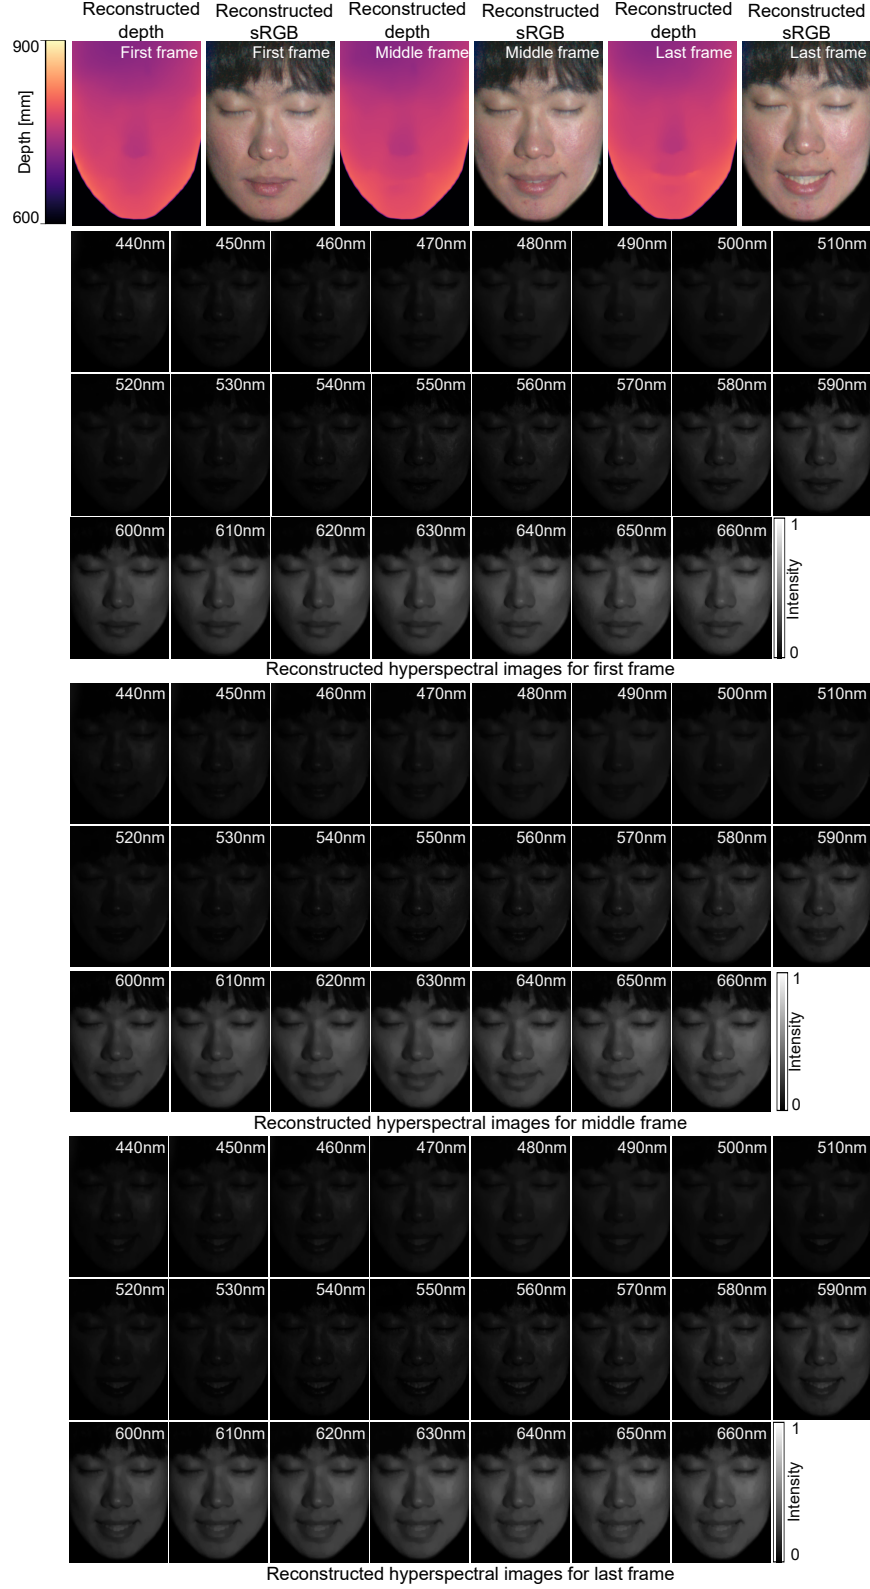 Reconstructed depth
Reconstructed sRGB
Reconstructed depth
Reconstructed sRGB
Reconstructed depth
Reconstructed sRGB
900
Depth [mm]
600
First frame
First frame
Middle frame
Middle frame
Last frame
Last frame
440nm 450nm 460nm 470nm 480nm 490nm 500nm 510nm
520nm 530nm 540nm 550nm 560nm 570nm 580nm 590nm
600nm 610nm 620nm 630nm 640nm 650nm 660nm
1
Intensity
0
Reconstructed hyperspectral images for first frame
440nm 450nm 460nm 470nm 480nm 490nm 500nm 510nm
520nm 530nm 540nm 550nm 560nm 570nm 580nm 590nm
600nm 610nm 620nm 630nm 640nm 650nm 660nm
1
Intensity
0
Reconstructed hyperspectral images for middle frame
440nm 450nm 460nm 470nm 480nm 490nm 500nm 510nm
520nm 530nm 540nm 550nm 560nm 570nm 580nm 590nm
600nm 610nm 620nm 630nm 640nm 650nm 660nm
1
Intensity
0
Reconstructed hyperspectral images for last frame